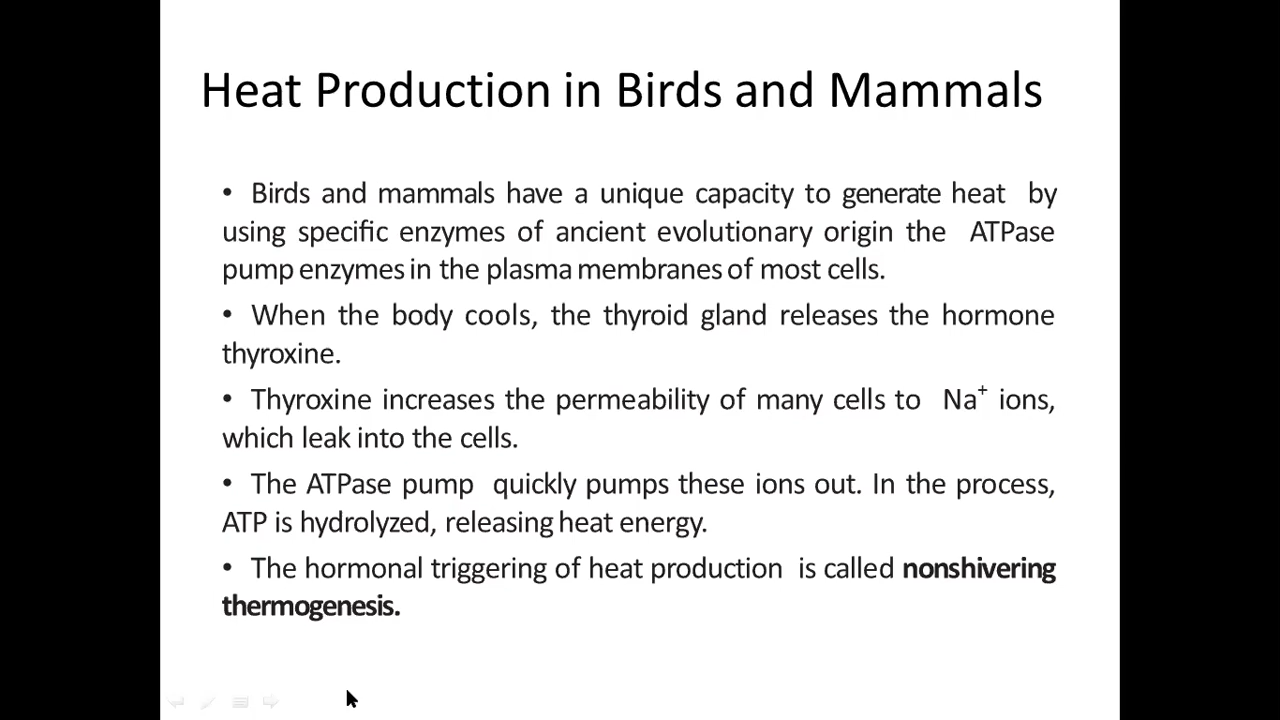 Heat Production in Birds and Mammals
• Birds and mammals have a unique capacity to generate heat by
using specific enzymes of ancient evolutionary origin the ATPase
pump enzymes in the plasma membranes of most cells.
• When the body cools, the thyroid gland releases the hormone
thyroxine.
• Thyroxine increases the permeability of many cells to Na⁺ ions,
which leak into the cells.
• The ATPase pump quickly pumps these ions out. In the process,
ATP is hydrolyzed, releasing heat energy.
• The hormonal triggering of heat production is called nonshivering
thermogenesis.